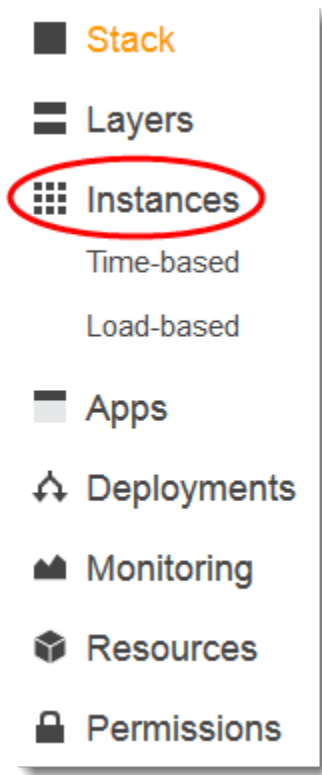 Stack
Layers
Instances
Time-based
Load-based
Apps
Deployments
Monitoring
Resources
Permissions